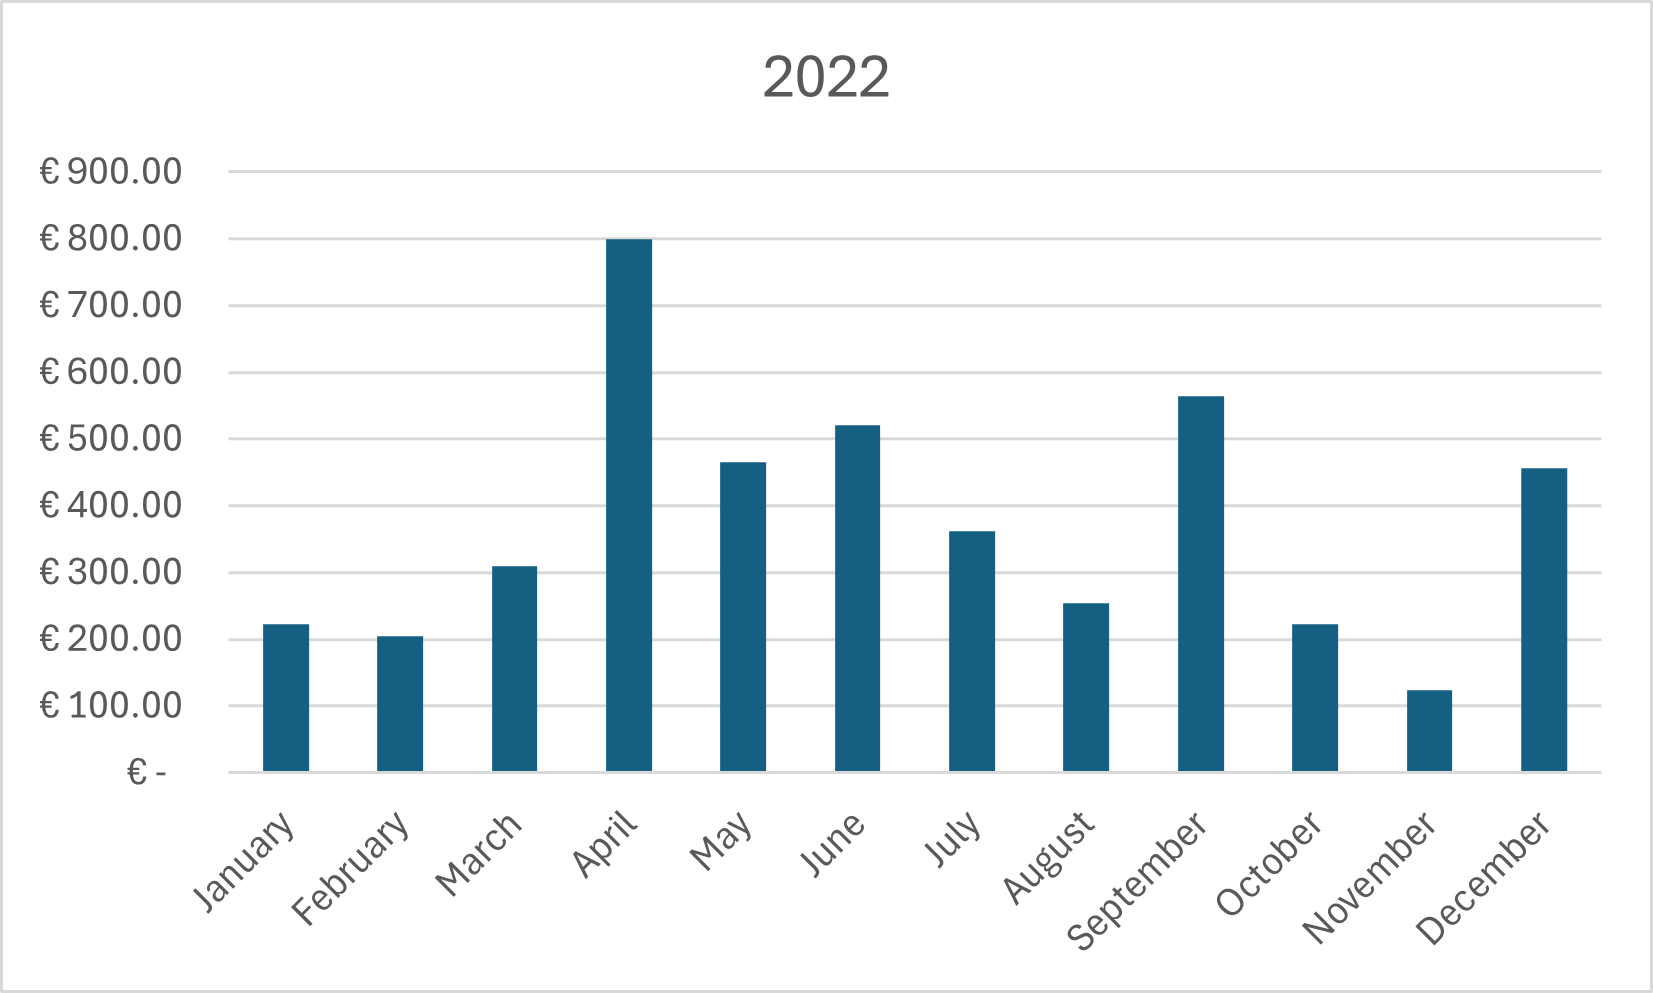 2022
€ 900.00
€ 800.00
€ 700.00
€ 600.00
€ 500.00
€ 400.00
€ 300.00
€ 200.00
€ 100.00
€ -
January
February
March
April
May
June
July
August
September
October
November
December